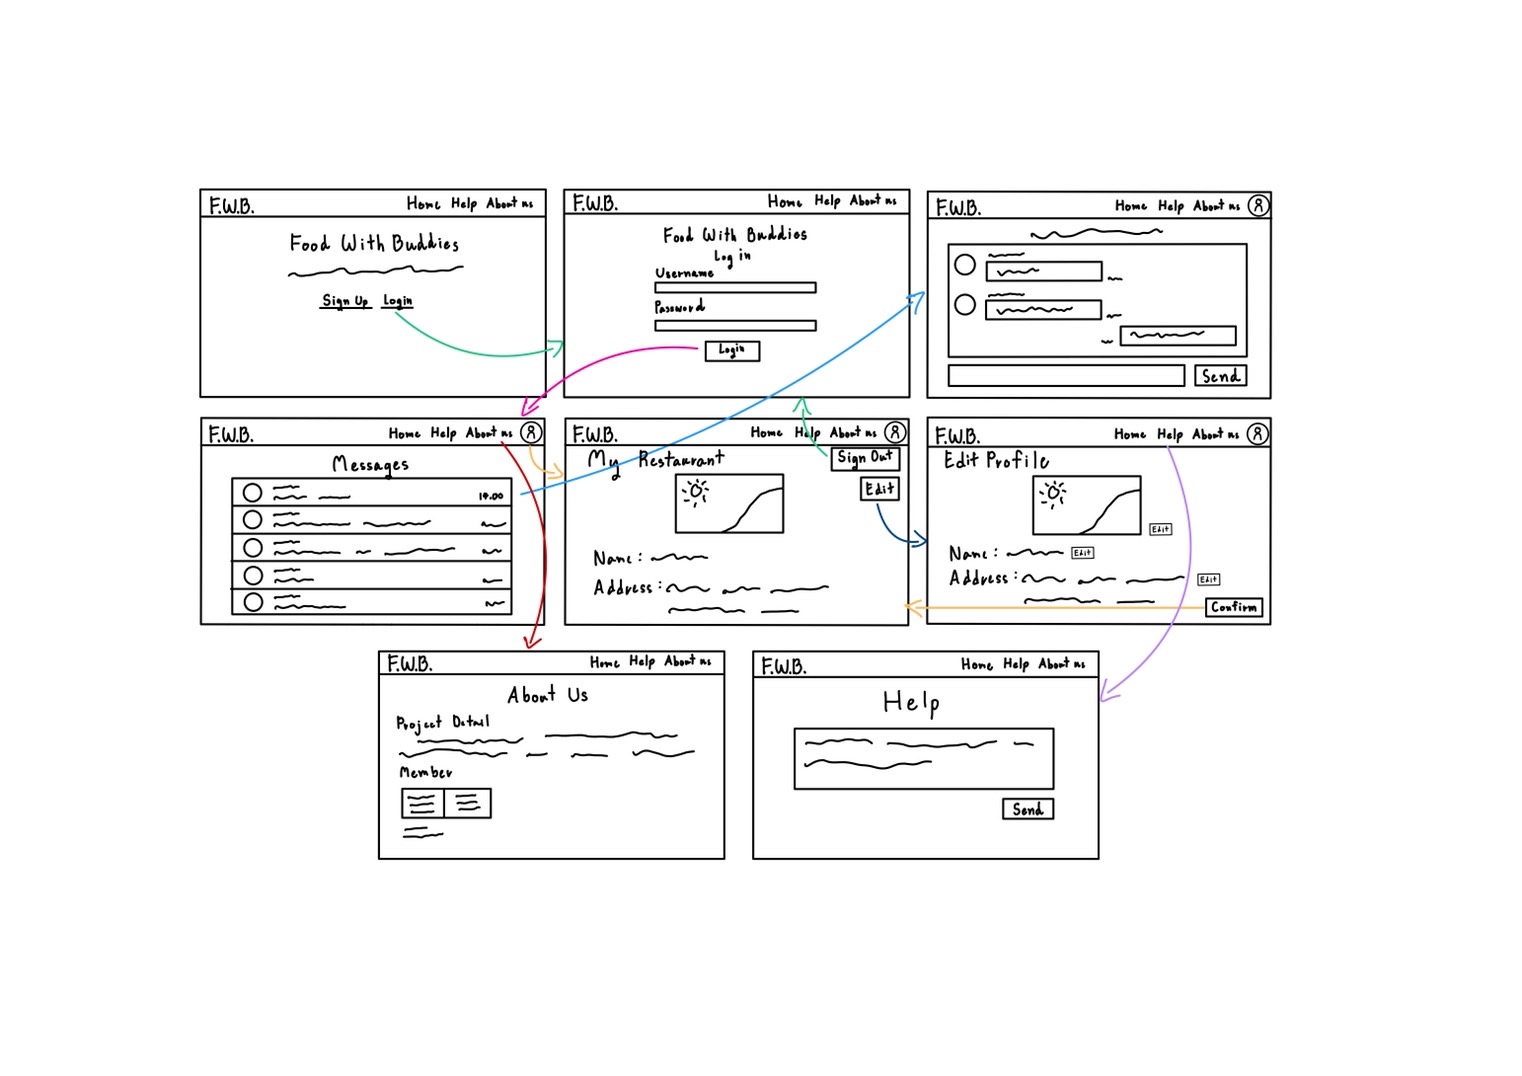 F.W.B. Home Help About us
Food With Buddies
Sign Up Login
F.W.B. Home Help About us
Food With Buddies
Log in
Username
Password
Login
F.W.B. Home Help About us
Send
F.W.B. Home Help About us
Messages
14.00
F.W.B. Home Help About us
My Restaurant
Sign Out
Edit
Name:
Address:
F.W.B. Home Help About us
Edit Profile
Edit
Name: Edit
Address: Edit
Confirm
F.W.B. Home Help About us
About Us
Project Detail
Member
F.W.B. Home Help About us
Help
Send